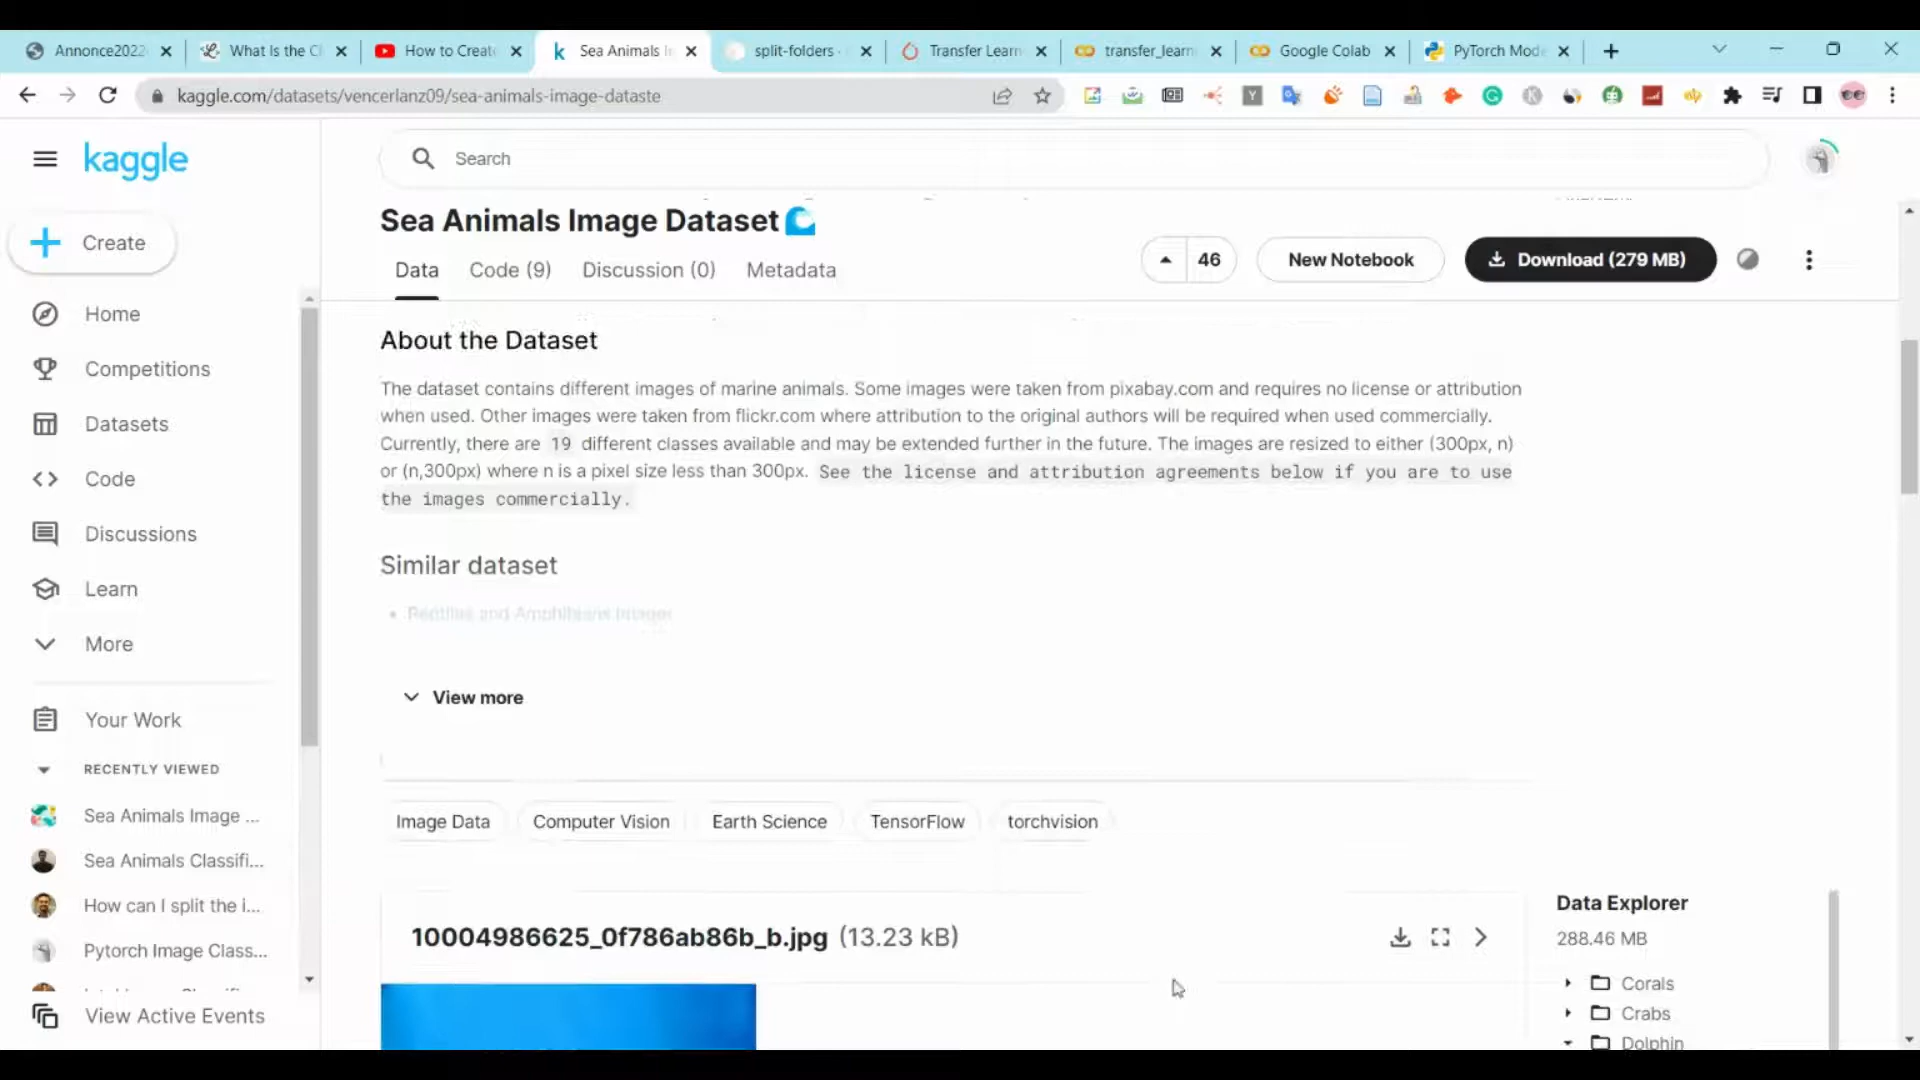 Annonce2022
What Is the C
How to Create
Sea Animals I
split-folders
Transfer Learn
transfer_learn
Google Colab
PyTorch Mode
kaggle.com/datasets/vencerlanz09/sea-animals-image-dataste
kaggle
Search
Create
Home
Competitions
Datasets
Code
Discussions
Learn
More
Your Work
RECENTLY VIEWED
Sea Animals Image ...
Sea Animals Classifi...
How can I split the i...
Pytorch Image Class...
View Active Events
Sea Animals Image Dataset
Data
Code (9)
Discussion (0)
Metadata
46
New Notebook
Download (279 MB)
About the Dataset
The dataset contains different images of marine animals. Some images were taken from pixabay.com and requires no license or attribution
when used. Other images were taken from flickr.com where attribution to the original authors will be required when used commercially.
Currently, there are 19 different classes available and may be extended further in the future. The images are resized to either (300px, n)
or (n,300px) where n is a pixel size less than 300px. See the license and attribution agreements below if you are to use
the images commercially.
Similar dataset
Reptiles and Amphibians Images
View more
Image Data
Computer Vision
Earth Science
TensorFlow
torchvision
10004986625_0f786ab86b_b.jpg (13.23 kB)
Data Explorer
288.46 MB
Corals
Crabs
Dolphin